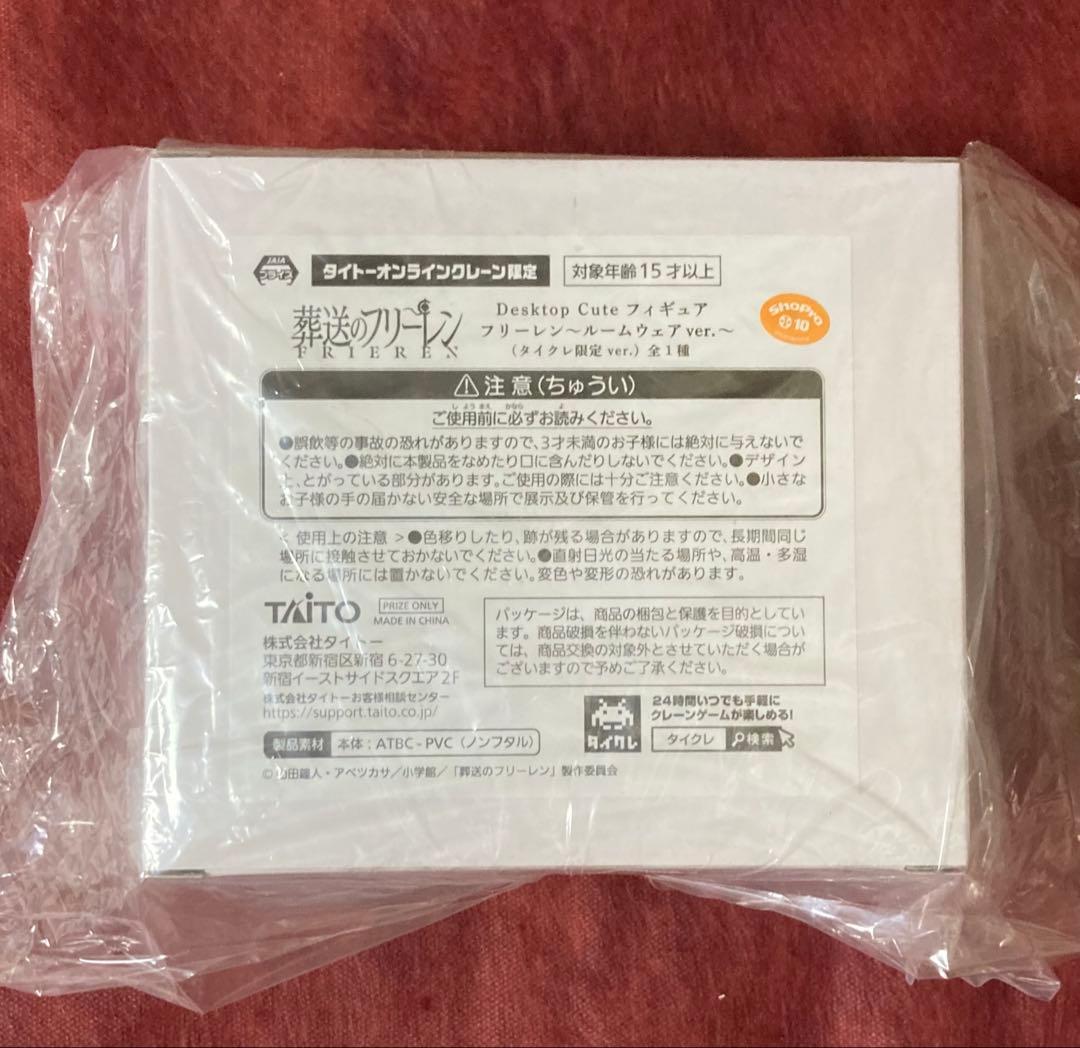 JAIA
プライズ
タイトーオンラインクレーン限定
対象年齢15才以上
葬送のフリーレン
FRIEREN
Desktop Cute フィギュア
フリーレン～ルームウェアver.～
（タイクレ限定 ver.）全1種
ShoPro
10
⚠注意(ちゅうい)
ご使用前に必ずお読みください。
●誤飲等の事故の恐れがありますので、3才未満のお子様には絶対に与えないで
ください。●絶対に本製品をなめたり口に含んだりしないでください。●デザイン
上、とがっている部分があります。ご使用の際には十分ご注意ください。●小さな
お子様の手の届かない安全な場所で展示及び保管を行ってください。
< 使用上の注意 >●色移りしたり、跡が残る場合がありますので、長期間同じ
場所に接触させておかないでください。●直射日光の当たる場所や、高温・多湿
になる場所には置かないでください。変色や変形の恐れがあります。
TAITO
PRIZE ONLY
MADE IN CHINA
株式会社タイトー
東京都新宿区新宿 6-27-30
新宿イーストサイドスクエア 2F
株式会社タイトーお客様相談センター
https://support.taito.co.jp/
パッケージは、商品の梱包と保護を目的としてい
ます。商品破損を伴わないパッケージ破損につい
ては、商品交換の対象外とさせていただく場合が
ございますので予めご了承ください。
タイクレ
24時間いつでも手軽に
クレーンゲームが楽しめる!
タイクレ 検索
製品素材 本体：ATBC-PVC（ノンフタル）
© 山田鐘人・アベツカサ／小学館／「葬送のフリーレン」製作委員会